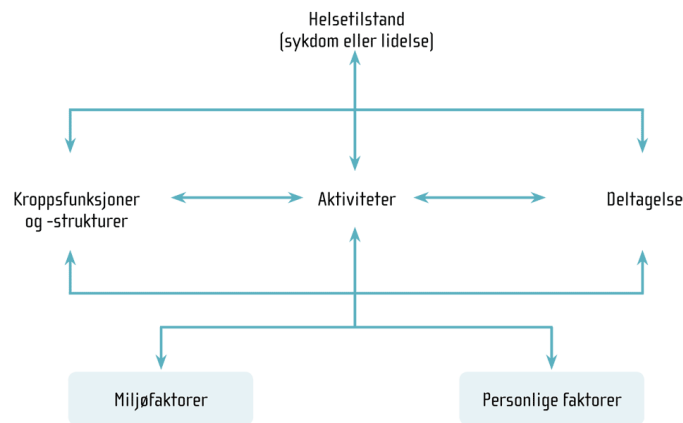 Helsetilstand
(sykdom eller lidelse)
Kroppsfunksjoner
og -strukturer
Aktiviteter
Deltagelse
Miljøfaktorer
Personlige faktorer